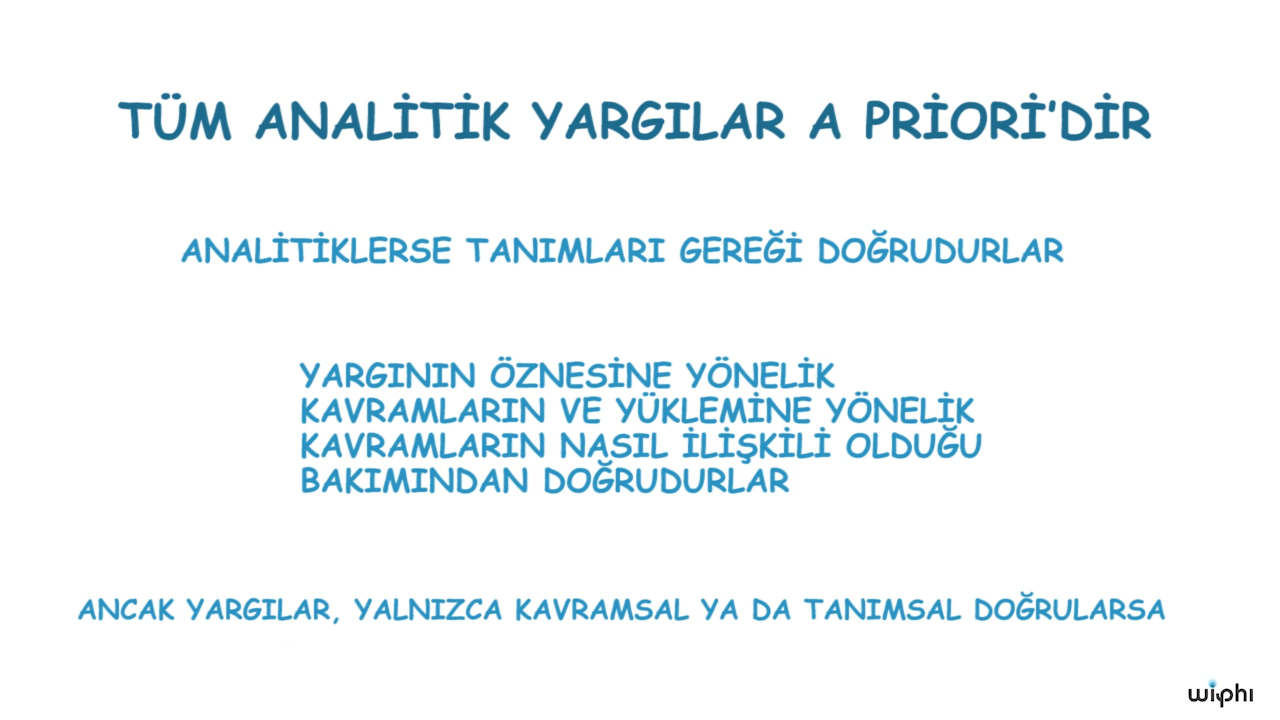 TÜM ANALİTİK YARGILAR A PRİORİ'DİR
ANALİTİKLERSE TANIMLARI GEREĞİ DOĞRUDURLAR
YARGININ ÖZNESİNE YÖNELİK
KAVRAMLARIN VE YÜKLEMİNE YÖNELİK
KAVRAMLARIN NASIL İLİŞKİLİ OLDUĞU
BAKIMINDAN DOĞRUDURLAR
ANCAK YARGILAR, YALNIZCA KAVRAMSAL YA DA TANIMSAL DOĞRULARSA
wiphi